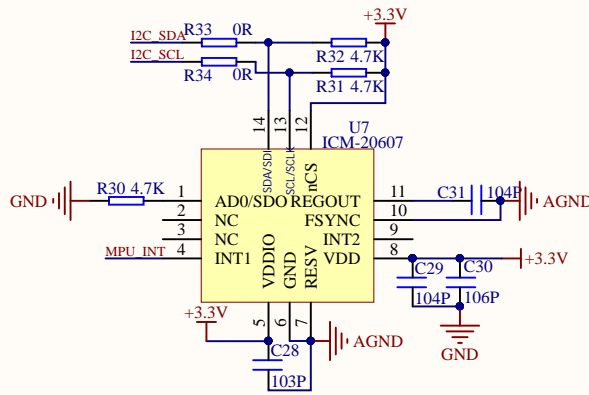 +3.3V
I2C_SDA R33 0R
R32 4.7K
I2C_SCL
R34 0R
R31 4.7K
14 13 12
U7
ICM-20607
SDA/SDI
SCL/SCLK
nCS
GND R30 4.7K 1 AD0/SDO REGOUT 11 C31 104P AGND
2 NC FSYNC 10
3 NC INT2 9
MPU_INT 4 INT1 VDD 8 +3.3V
VDDIO
GND
RESV
C29 C30
104P 106P
+3.3V
5 6 7
AGND
GND
C28
103P